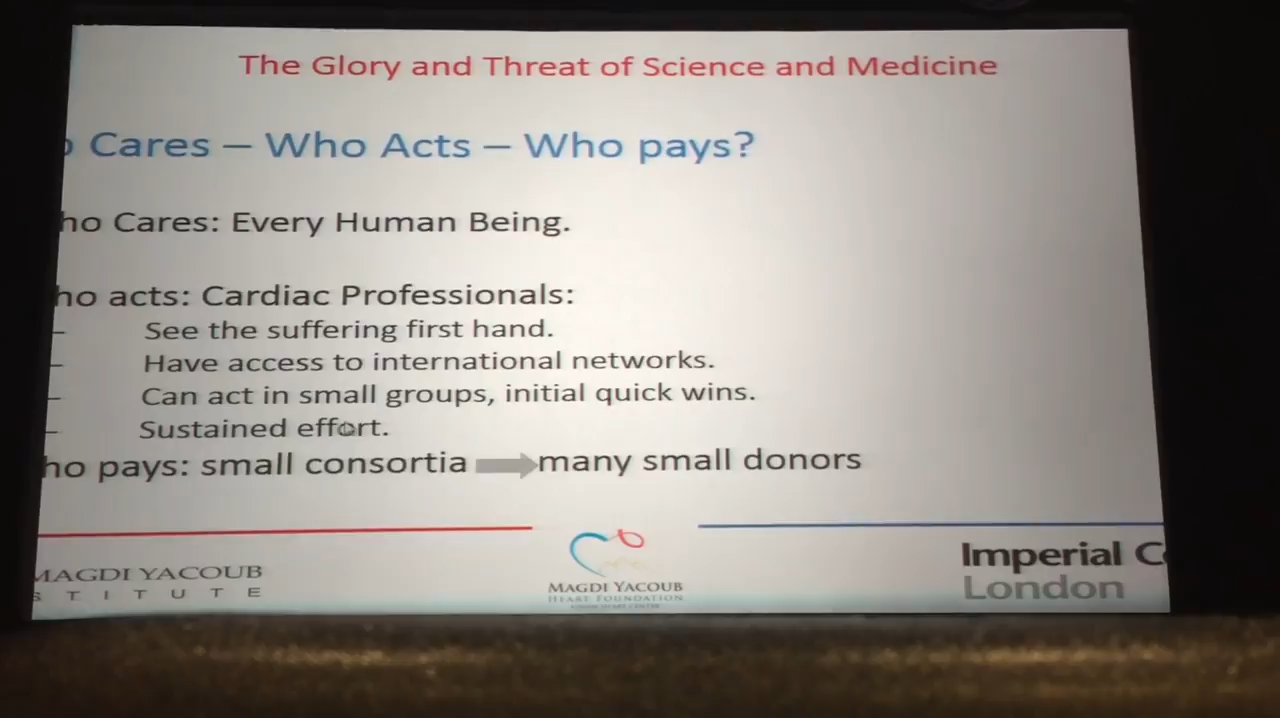 The Glory and Threat of Science and Medicine
Cares – Who Acts – Who pays?
ho Cares: Every Human Being.
ho acts: Cardiac Professionals:
– See the suffering first hand.
– Have access to international networks.
– Can act in small groups, initial quick wins.
– Sustained effort.
ho pays: small consortia many small donors
MAGDI YACOUB
STITUTE
MAGDI YACOUB
HEART FOUNDATION
Imperial C
London